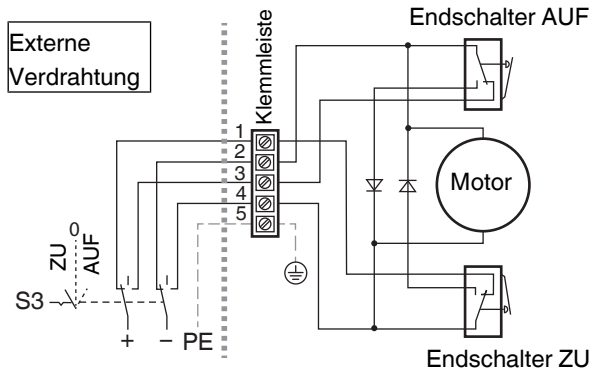 Endschalter AUF
Externe
Verdrahtung
Klemmleiste
1
2
3
4
5
Motor
0
ZU
AUF
S3
+ − PE
Endschalter ZU